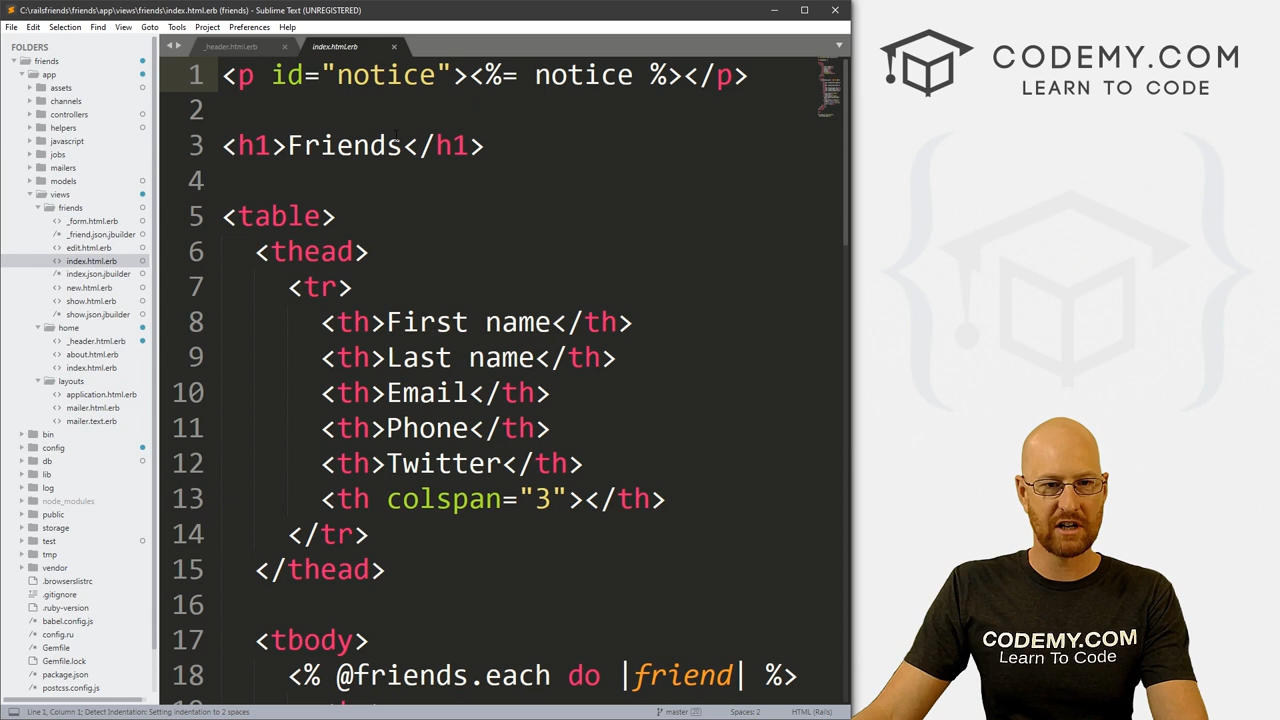 C:\railsfriends\friends\app\views\friends\index.html.erb (friends) - Sublime Text (UNREGISTERED)
File Edit Selection Find View Goto Tools Project Preferences Help
FOLDERS
friends
app
assets
channels
controllers
helpers
javascript
jobs
mailers
models
views
friends
_form.html.erb
_friend.json.jbuilder
edit.html.erb
index.html.erb
index.json.jbuilder
new.html.erb
show.html.erb
show.json.jbuilder
home
_header.html.erb
about.html.erb
index.html.erb
layouts
application.html.erb
mailer.html.erb
mailer.text.erb
bin
config
db
lib
log
node_modules
public
storage
test
tmp
vendor
.browserslistrc
.gitignore
.ruby-version
babel.config.js
config.ru
Gemfile
Gemfile.lock
package.json
postcss.config.js
_header.html.erb index.html.erb
1 <p id="notice"><%= notice %></p>
2
3 <h1>Friends</h1>
4
5 <table>
6 <thead>
7 <tr>
8 <th>First name</th>
9 <th>Last name</th>
10 <th>Email</th>
11 <th>Phone</th>
12 <th>Twitter</th>
13 <th colspan="3"></th>
14 </tr>
15 </thead>
16
17 <tbody>
18 <% @friends.each do |friend| %>
Line 1, Column 1; Detect Indentation: Setting indentation to 2 spaces
master 20 Spaces: 2 HTML (Rails)
CODEMY.COM
LEARN TO CODE
CODEMY.COM
Learn To Code